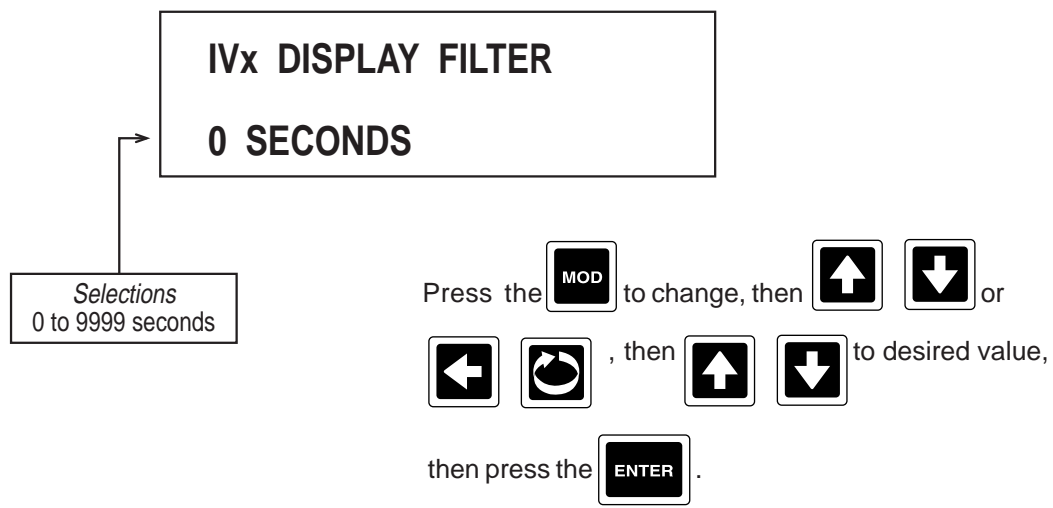 IVx DISPLAY FILTER
0 SECONDS
Selections
0 to 9999 seconds
Press the MOD to change, then or
, then to desired value,
then press the ENTER .